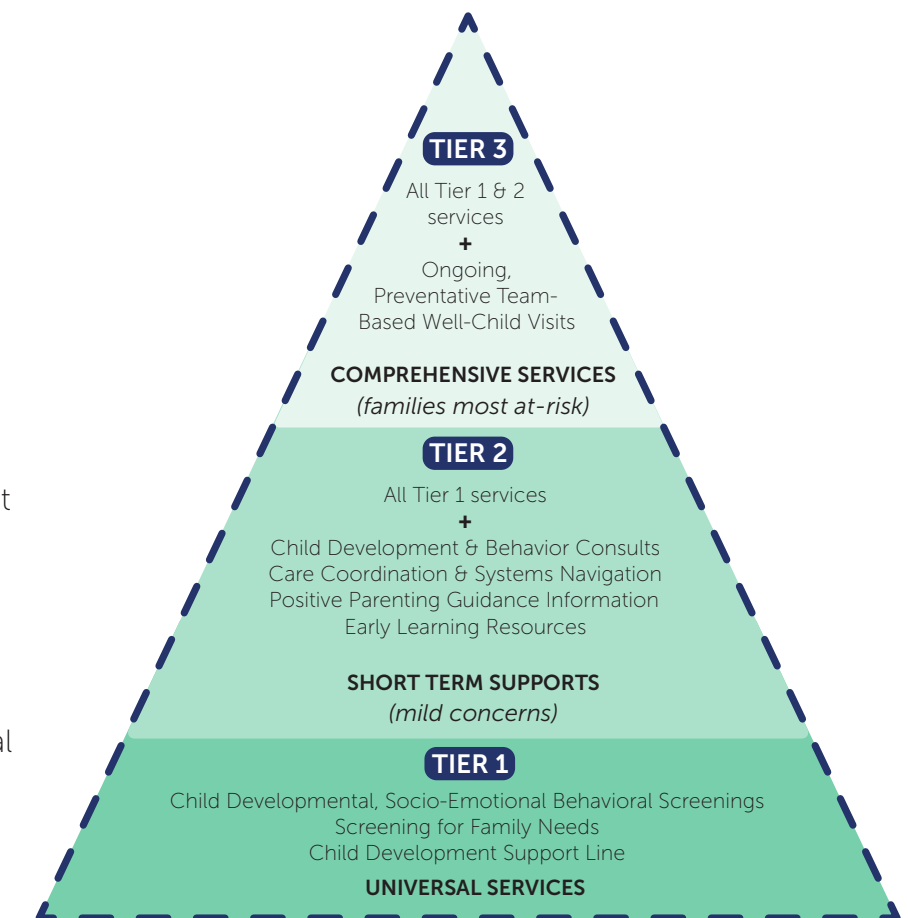 TIER 3
All Tier 1 & 2
services
+
Ongoing,
Preventative Team-
Based Well-Child Visits
COMPREHENSIVE SERVICES
(families most at-risk)
TIER 2
All Tier 1 services
+
Child Development & Behavior Consults
Care Coordination & Systems Navigation
Positive Parenting Guidance Information
Early Learning Resources
SHORT TERM SUPPORTS
(mild concerns)
TIER 1
Child Developmental, Socio-Emotional Behavioral Screenings
Screening for Family Needs
Child Development Support Line
UNIVERSAL SERVICES